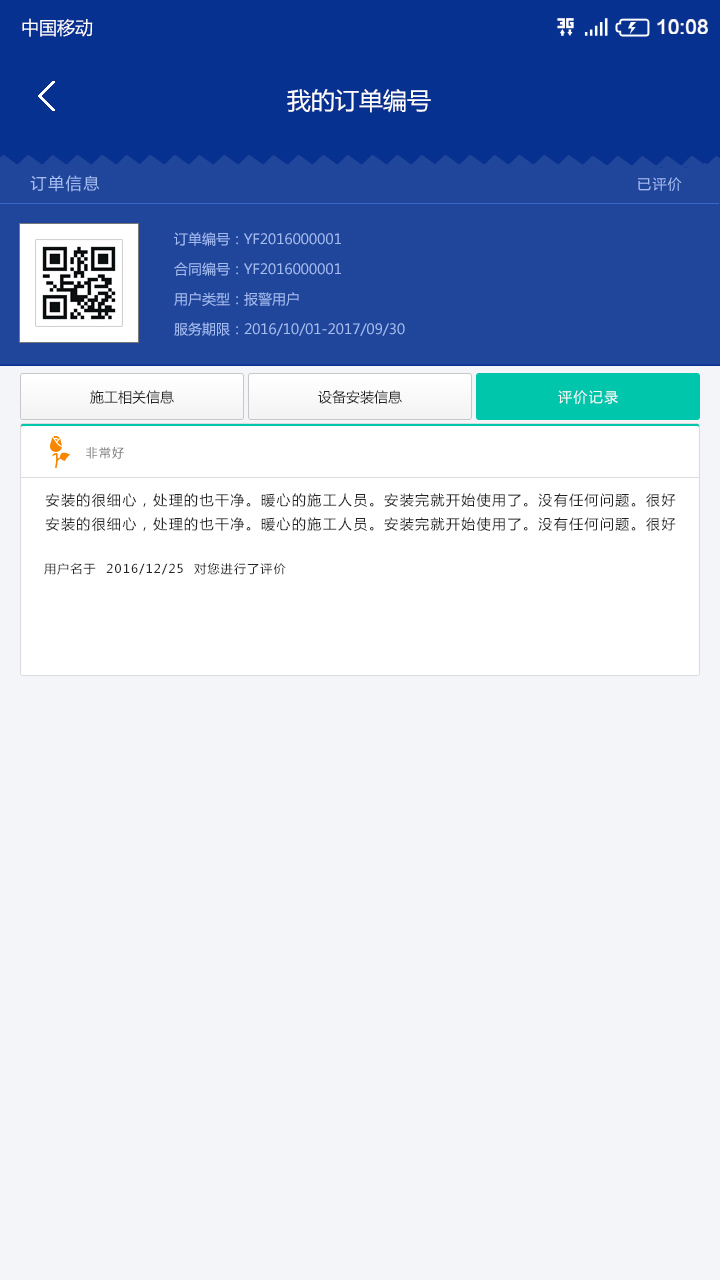 中国移动
3G
10:08
我的订单编号
订单信息
已评价
订单编号：YF2016000001
合同编号：YF2016000001
用户类型：报警用户
服务期限：2016/10/01-2017/09/30
施工相关信息
设备安装信息
评价记录
非常好
安装的很细心，处理的也干净。暖心的施工人员。安装完就开始使用了。没有任何问题。很好
安装的很细心，处理的也干净。暖心的施工人员。安装完就开始使用了。没有任何问题。很好
用户名于 2016/12/25 对您进行了评价